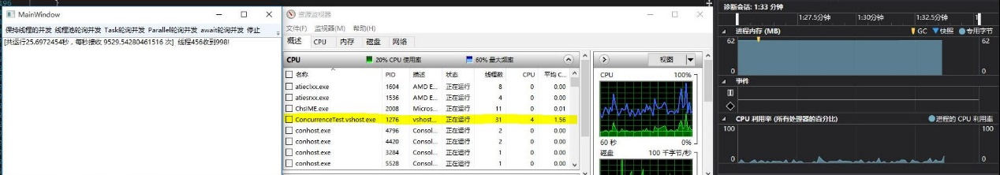 196
MainWindow
保持线程的并发 线程池轮询并发 Task轮询并发 Parallel轮询并发 await轮询并发 停止
[共运行25.6972454秒，每秒接收 9529.54280461516 次] 线程456收到998!
资源监视器
文件(F) 监视器(M) 帮助(H)
概述 CPU 内存 磁盘 网络
CPU 20% CPU 使用率 60% 最大频率
名称 PID 描述 状态 线程数 CPU 平均 C...
atieclxx.exe 1604 AMD E... 正在运行 8 0 0.00
atiesrxx.exe 1536 AMD E... 正在运行 4 0 0.00
ChsIME.exe 2008 Micros... 正在运行 11 0 0.01
ConcurrenceTest.vshost.exe 1276 vshost... 正在运行 31 4 1.56
conhost.exe 4796 Consol... 正在运行 2 0 0.00
conhost.exe 4420 Consol... 正在运行 2 0 0.00
conhost.exe 3284 Consol... 正在运行 1 0 0.00
conhost.exe 5528 Consol... 正在运行 1 0 0.00
视图
CPU 100%
60 秒 0%
磁盘 100 千字节/秒
诊断会话: 1:33 分钟
1:27.5分钟 1:30分钟 1:32.5分钟
进程内存 (MB) GC 快照 专用字节
62 62
0 0
事件
CPU 利用率 (所有处理器的百分比) 进程的 CPU 利用率
100 100
0 0